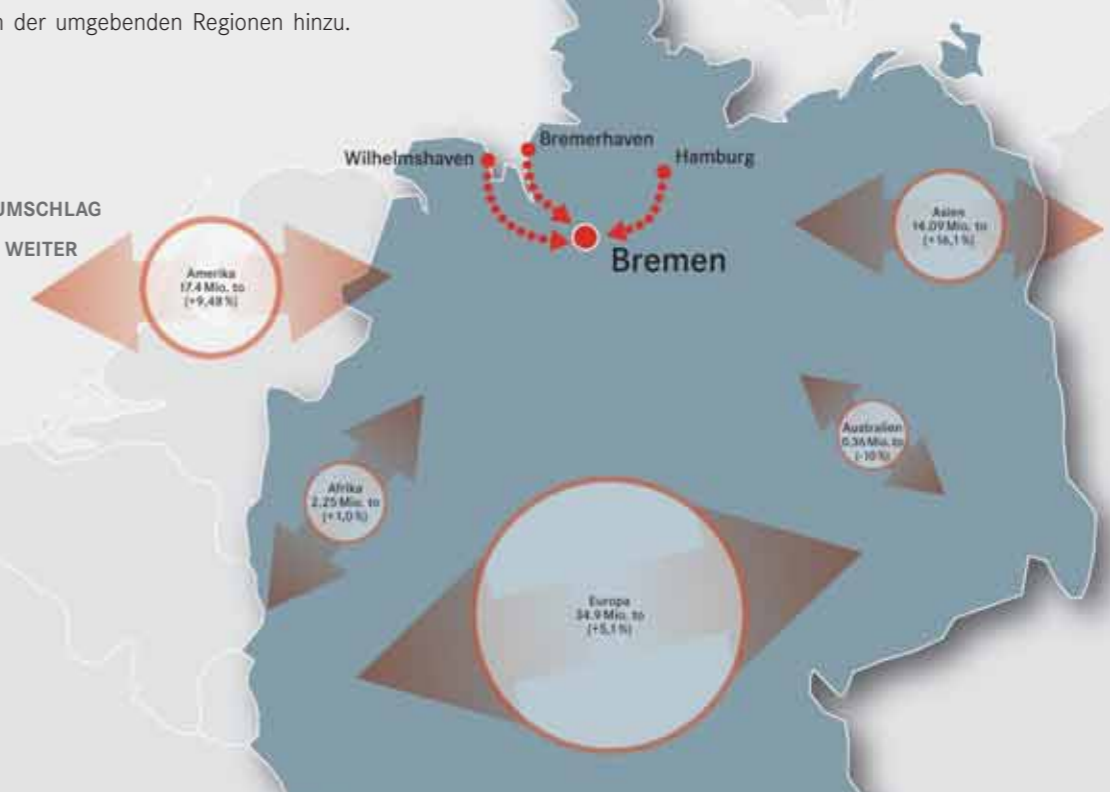 der umgebenden Regionen hinzu.
UMSCHLAG
WEITER
Wilhelmshaven
Bremerhaven
Hamburg
Bremen
Amerika
17.4 Mio. to
(+9,48%)
Asien
14.09 Mio. to
(+16,1%)
Australien
0.36 Mio. to
(-10%)
Afrika
2.25 Mio. to
(+1,0%)
Europa
34.9 Mio. to
(+5,1%)